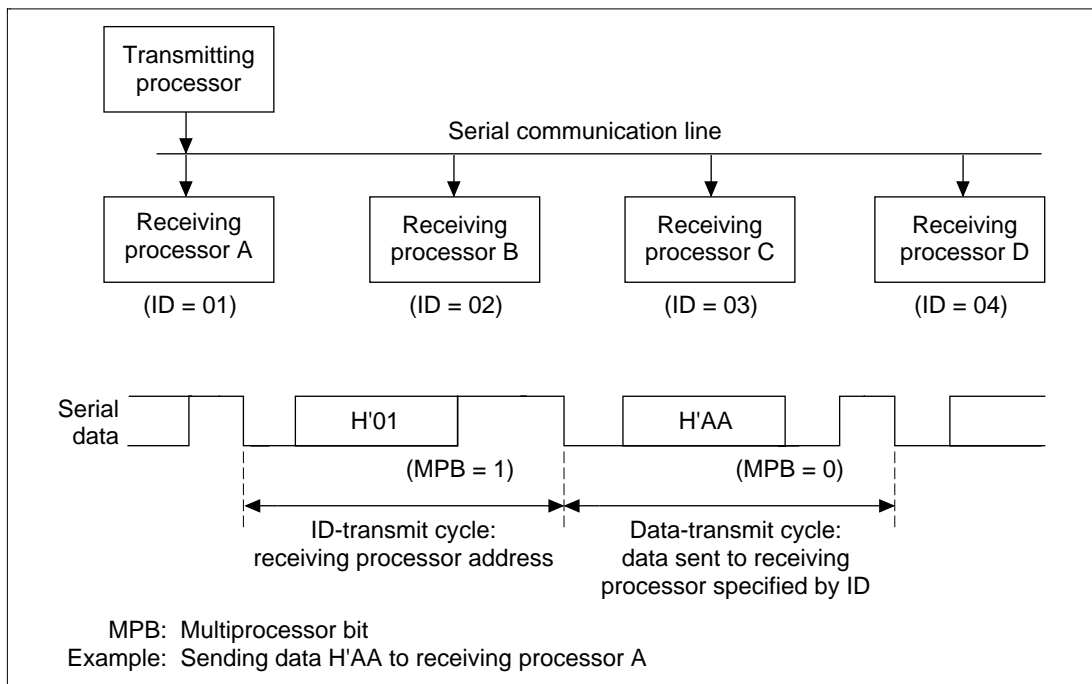 Transmitting
processor
Serial communication line
Receiving
processor A
Receiving
processor B
Receiving
processor C
Receiving
processor D
(ID = 01)
(ID = 02)
(ID = 03)
(ID = 04)
Serial
data
H'01
H'AA
(MPB = 1)
(MPB = 0)
ID-transmit cycle:
receiving processor address
Data-transmit cycle:
data sent to receiving
processor specified by ID
MPB: Multiprocessor bit
Example: Sending data H'AA to receiving processor A